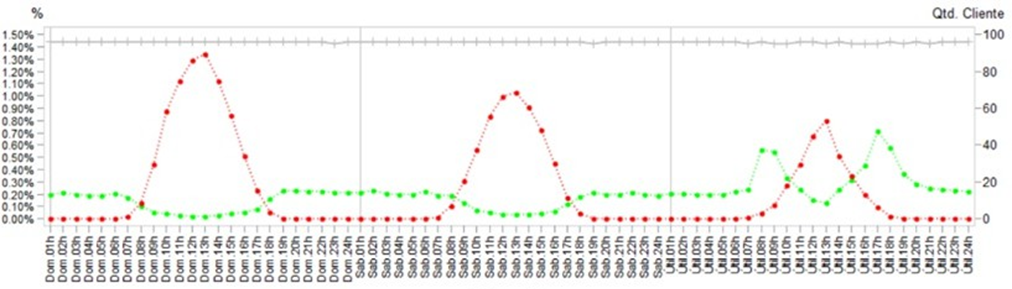 % Qtd. Cliente
1.50% 100
1.40%
1.30%
1.20% 80
1.10%
1.00%
0.90% 60
0.80%
0.70%
0.60% 40
0.50%
0.40%
0.30% 20
0.20%
0.10%
0.00% 0
Dom.01h
Dom.02h
Dom.03h
Dom.04h
Dom.05h
Dom.06h
Dom.07h
Dom.08h
Dom.09h
Dom.10h
Dom.11h
Dom.12h
Dom.13h
Dom.14h
Dom.15h
Dom.16h
Dom.17h
Dom.18h
Dom.19h
Dom.20h
Dom.21h
Dom.22h
Dom.23h
Dom.24h
Sab.01h
Sab.02h
Sab.03h
Sab.04h
Sab.05h
Sab.06h
Sab.07h
Sab.08h
Sab.09h
Sab.10h
Sab.11h
Sab.12h
Sab.13h
Sab.14h
Sab.15h
Sab.16h
Sab.17h
Sab.18h
Sab.19h
Sab.20h
Sab.21h
Sab.22h
Sab.23h
Sab.24h
Util.01h
Util.02h
Util.03h
Util.04h
Util.05h
Util.06h
Util.07h
Util.08h
Util.09h
Util.10h
Util.11h
Util.12h
Util.13h
Util.14h
Util.15h
Util.16h
Util.17h
Util.18h
Util.19h
Util.20h
Util.21h
Util.22h
Util.23h
Util.24h